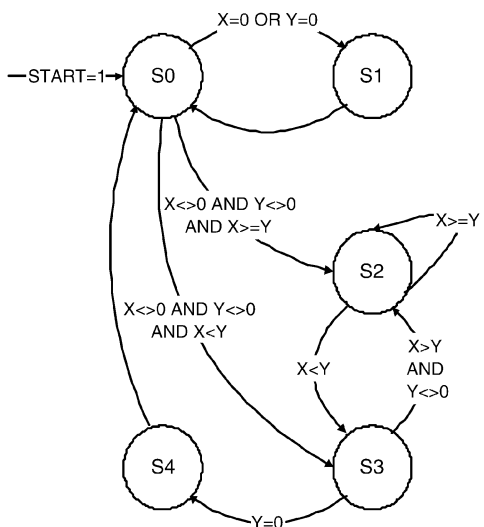 X=0 OR Y=0
START=1
S0
S1
X<>0 AND Y<>0
AND X>=Y
X>=Y
S2
X<>0 AND Y<>0
AND X<Y
X<Y
X>Y
AND
Y<>0
S4
S3
Y=0